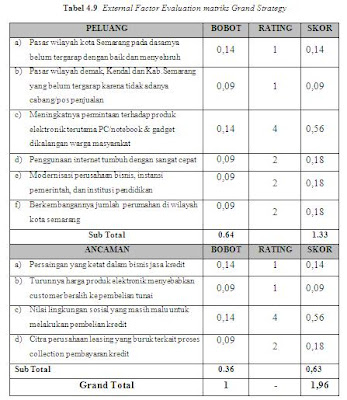 Tabel 4.9 External Factor Evaluation matriks Grand Strategy
PELUANG BOBOT RATING SKOR
a) Pasar wilayah kota Semarang pada dasarnya 0,14 1 0,14
belum tergarap dengan baik dan menyeluruh
b) Pasar wilayah demak, Kendal dan Kab. Semarang 0,09 1 0,09
yang belum tergarap karena tidak adanya
cabang/pos penjualan
c) Meningkatnya permintaan terhadap produk 0,14 4 0,56
elektronik terutama PC/notebook & gadget
dikalangan warga masyarakat
d) Penggunaan internet tumbuh dengan sangat cepat 0,09 2 0,18
e) Modernisasi perusahaan bisnis, instansi 0,09 2 0,18
pemerintah, dan institusi pendidikan
f) Berkembangannya jumlah perumahan di wilayah 0,09 2 0,18
kota semarang
Sub Total 0.64 1.33
ANCAMAN BOBOT RATING SKOR
a) Persaingan yang ketat dalam bisnis jasa kredit 0,14 1 0,14
b) Turunnya harga produk elektronik menyebabkan 0,09 1 0,09
customer beralih ke pembelian tunai
c) Nilai lingkungan sosial yang masih malu untuk 0,14 4 0,56
melakukan pembelian kredit
d) Citra perusahaan leasing yang buruk terkait proses 0,09 2 0,18
collection pembayaran kredit
Sub Total 0.36 0,63
Grand Total 1 - 1,96